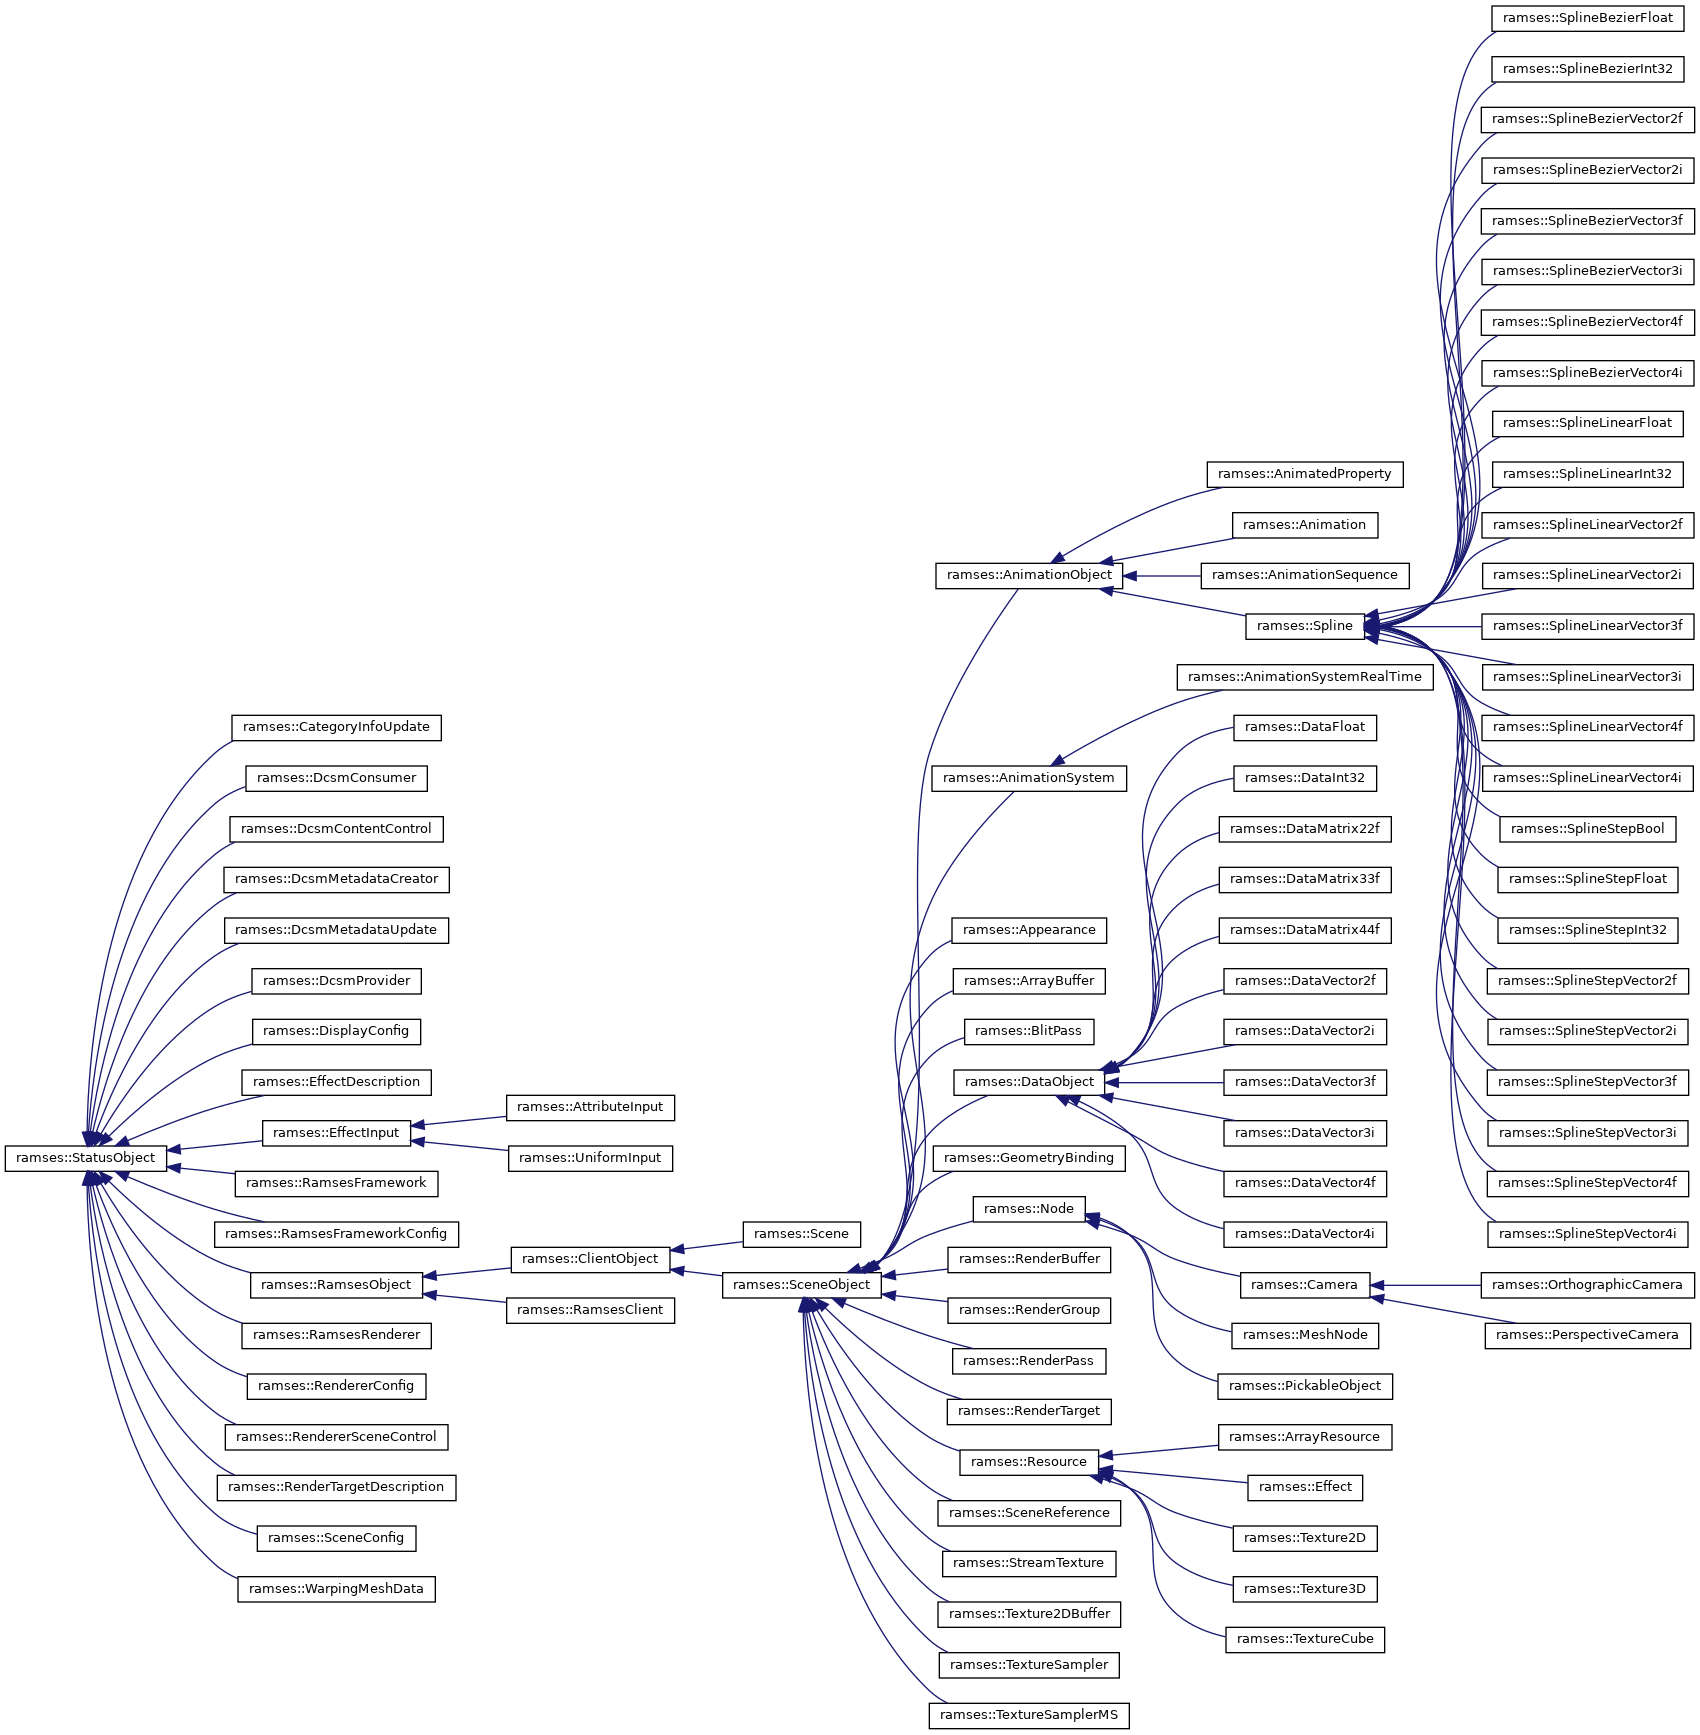 ramses::SplineBezierFloat
ramses::SplineBezierInt32
ramses::SplineBezierVector2f
ramses::SplineBezierVector2i
ramses::SplineBezierVector3f
ramses::SplineBezierVector3i
ramses::SplineBezierVector4f
ramses::SplineBezierVector4i
ramses::SplineLinearFloat
ramses::SplineLinearInt32
ramses::SplineLinearVector2f
ramses::SplineLinearVector2i
ramses::SplineLinearVector3f
ramses::SplineLinearVector3i
ramses::SplineLinearVector4f
ramses::SplineLinearVector4i
ramses::SplineStepBool
ramses::SplineStepFloat
ramses::SplineStepInt32
ramses::SplineStepVector2f
ramses::SplineStepVector2i
ramses::SplineStepVector3f
ramses::SplineStepVector3i
ramses::SplineStepVector4f
ramses::SplineStepVector4i
ramses::AnimatedProperty
ramses::Animation
ramses::AnimationSequence
ramses::Spline
ramses::AnimationObject
ramses::AnimationSystemRealTime
ramses::AnimationSystem
ramses::DataFloat
ramses::DataInt32
ramses::DataMatrix22f
ramses::DataMatrix33f
ramses::DataMatrix44f
ramses::DataVector2f
ramses::DataVector2i
ramses::DataVector3f
ramses::DataVector3i
ramses::DataVector4f
ramses::DataVector4i
ramses::Appearance
ramses::ArrayBuffer
ramses::BlitPass
ramses::DataObject
ramses::GeometryBinding
ramses::Node
ramses::Camera
ramses::OrthographicCamera
ramses::PerspectiveCamera
ramses::MeshNode
ramses::PickableObject
ramses::RenderBuffer
ramses::RenderGroup
ramses::RenderPass
ramses::RenderTarget
ramses::Resource
ramses::ArrayResource
ramses::Effect
ramses::Texture2D
ramses::Texture3D
ramses::TextureCube
ramses::SceneReference
ramses::StreamTexture
ramses::Texture2DBuffer
ramses::TextureSampler
ramses::TextureSamplerMS
ramses::Scene
ramses::SceneObject
ramses::ClientObject
ramses::RamsesClient
ramses::AttributeInput
ramses::UniformInput
ramses::CategoryInfoUpdate
ramses::DcsmConsumer
ramses::DcsmContentControl
ramses::DcsmMetadataCreator
ramses::DcsmMetadataUpdate
ramses::DcsmProvider
ramses::DisplayConfig
ramses::EffectDescription
ramses::EffectInput
ramses::StatusObject
ramses::RamsesFramework
ramses::RamsesFrameworkConfig
ramses::RamsesObject
ramses::RamsesRenderer
ramses::RendererConfig
ramses::RendererSceneControl
ramses::RenderTargetDescription
ramses::SceneConfig
ramses::WarpingMeshData